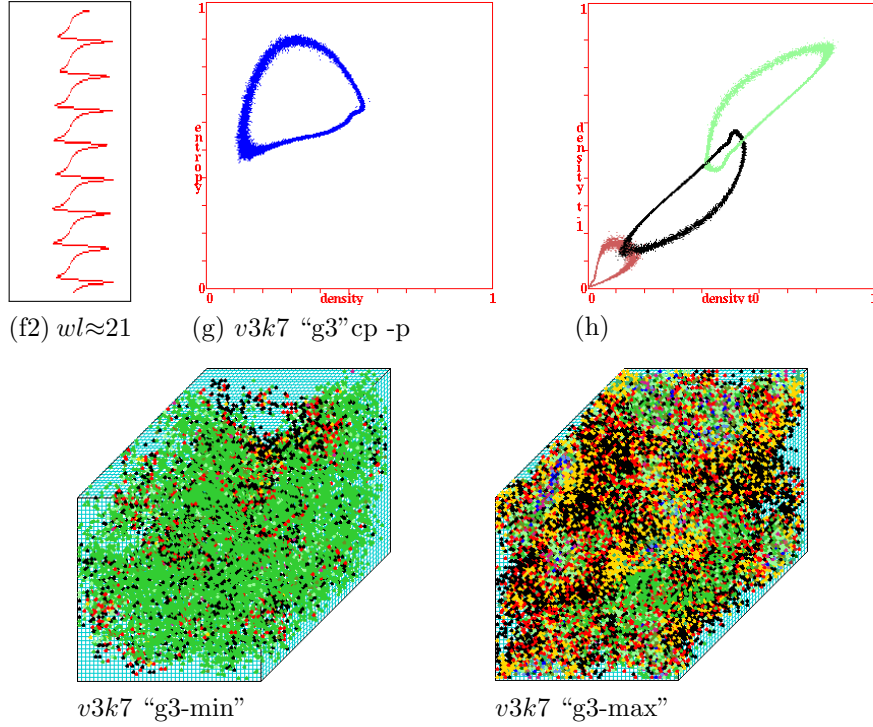 1
entropy
0
0
density
1
1
density t-1
0
0
density t0
1
(f2) wl≈21
(g) v3k7 “g3”cp -p
(h)
v3k7 “g3-min”
v3k7 “g3-max”